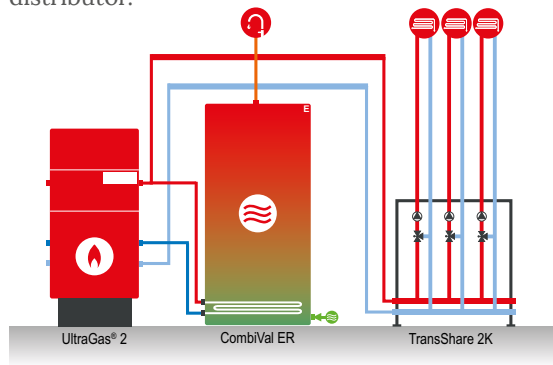 distributor.
E
UltraGas® 2
CombiVal ER
TransShare 2K